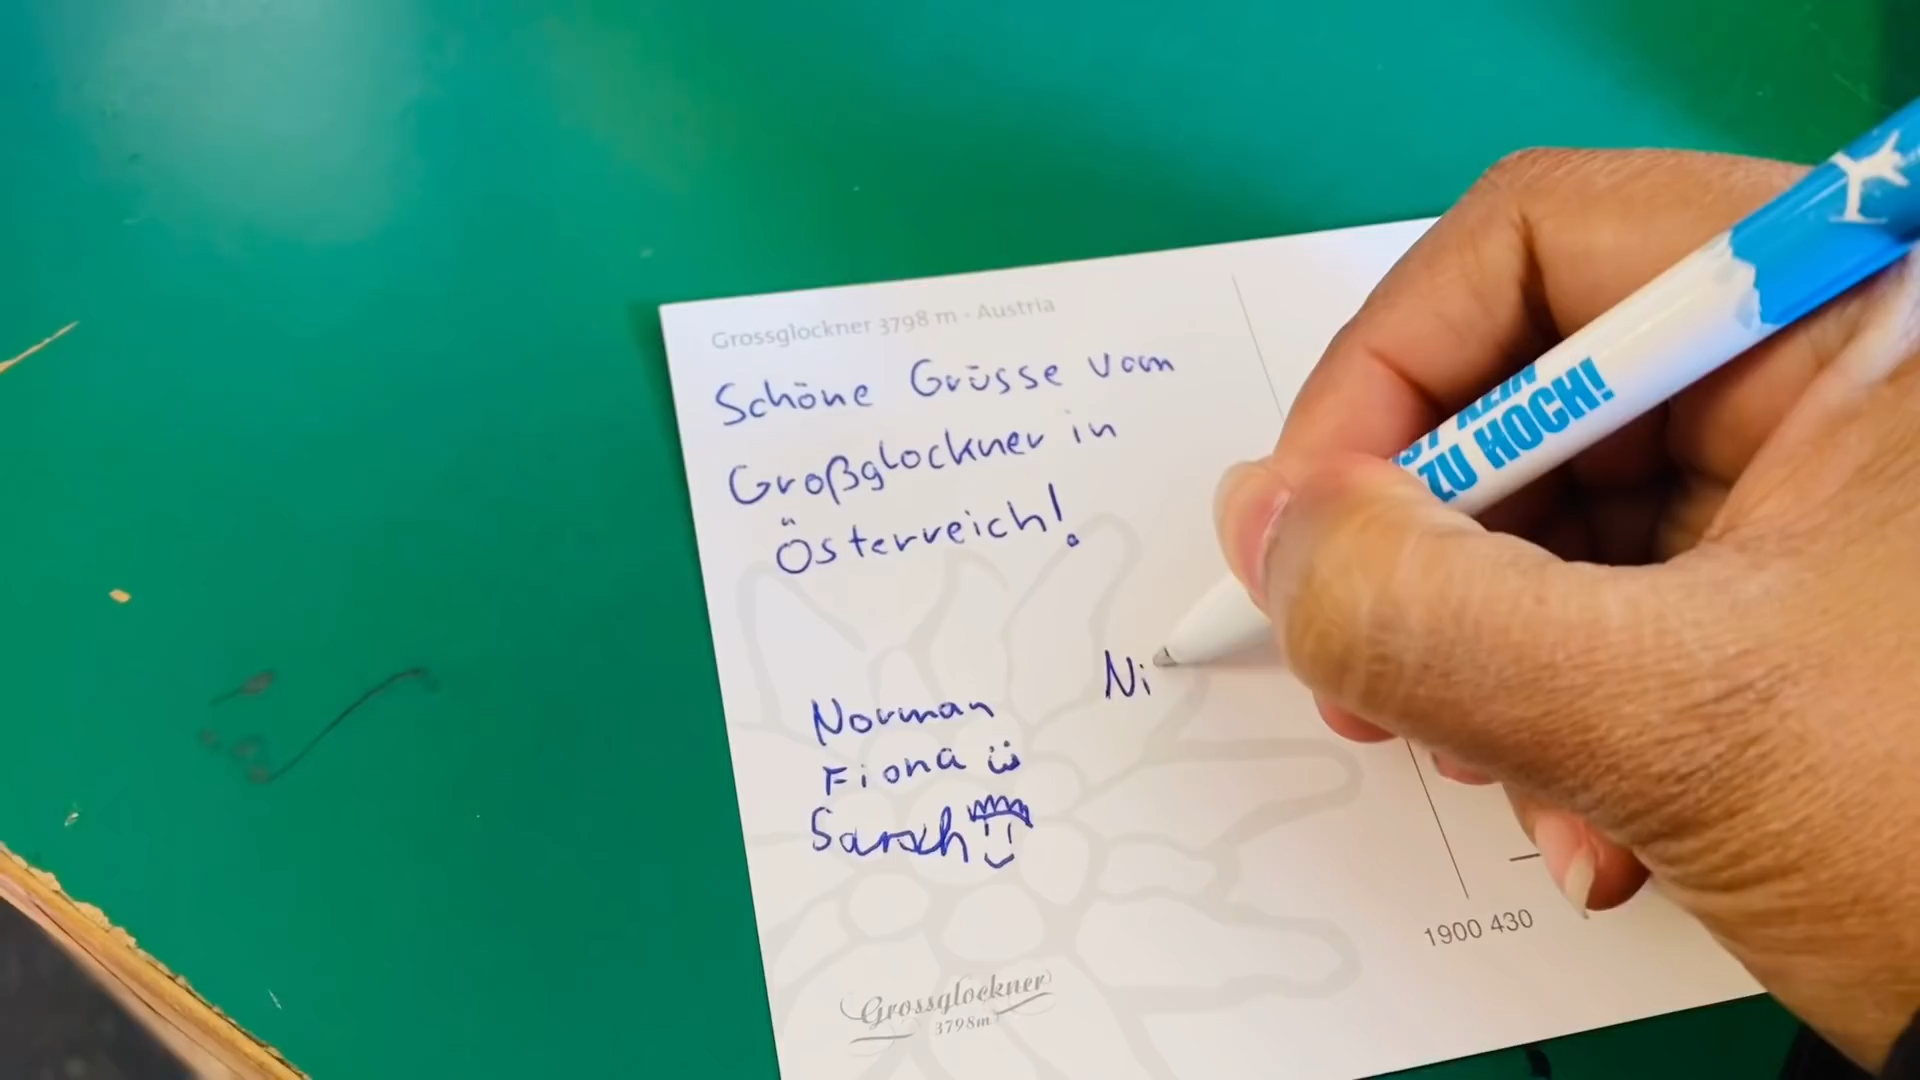 Grossglockner 3798 m - Austria
Schöne Grüsse vom
Großglockner in
Österreich!
Ni
Norman
Fiona
Sarah
1900 430
Grossglockner
3798m
KEIN
ZU HOCH!